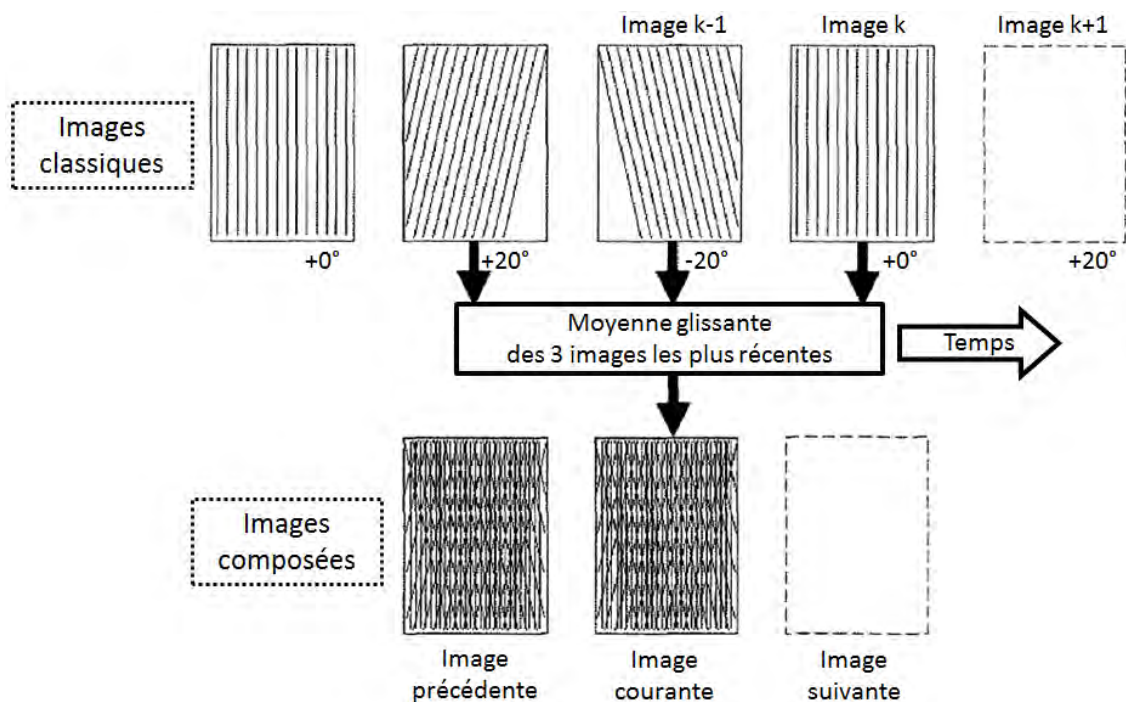 Image k-1
Image k
Image k+1
Images
classiques
+0°
+20°
-20°
+0°
+20°
Moyenne glissante
des 3 images les plus récentes
Temps
Images
composées
Image
précédente
Image
courante
Image
suivante